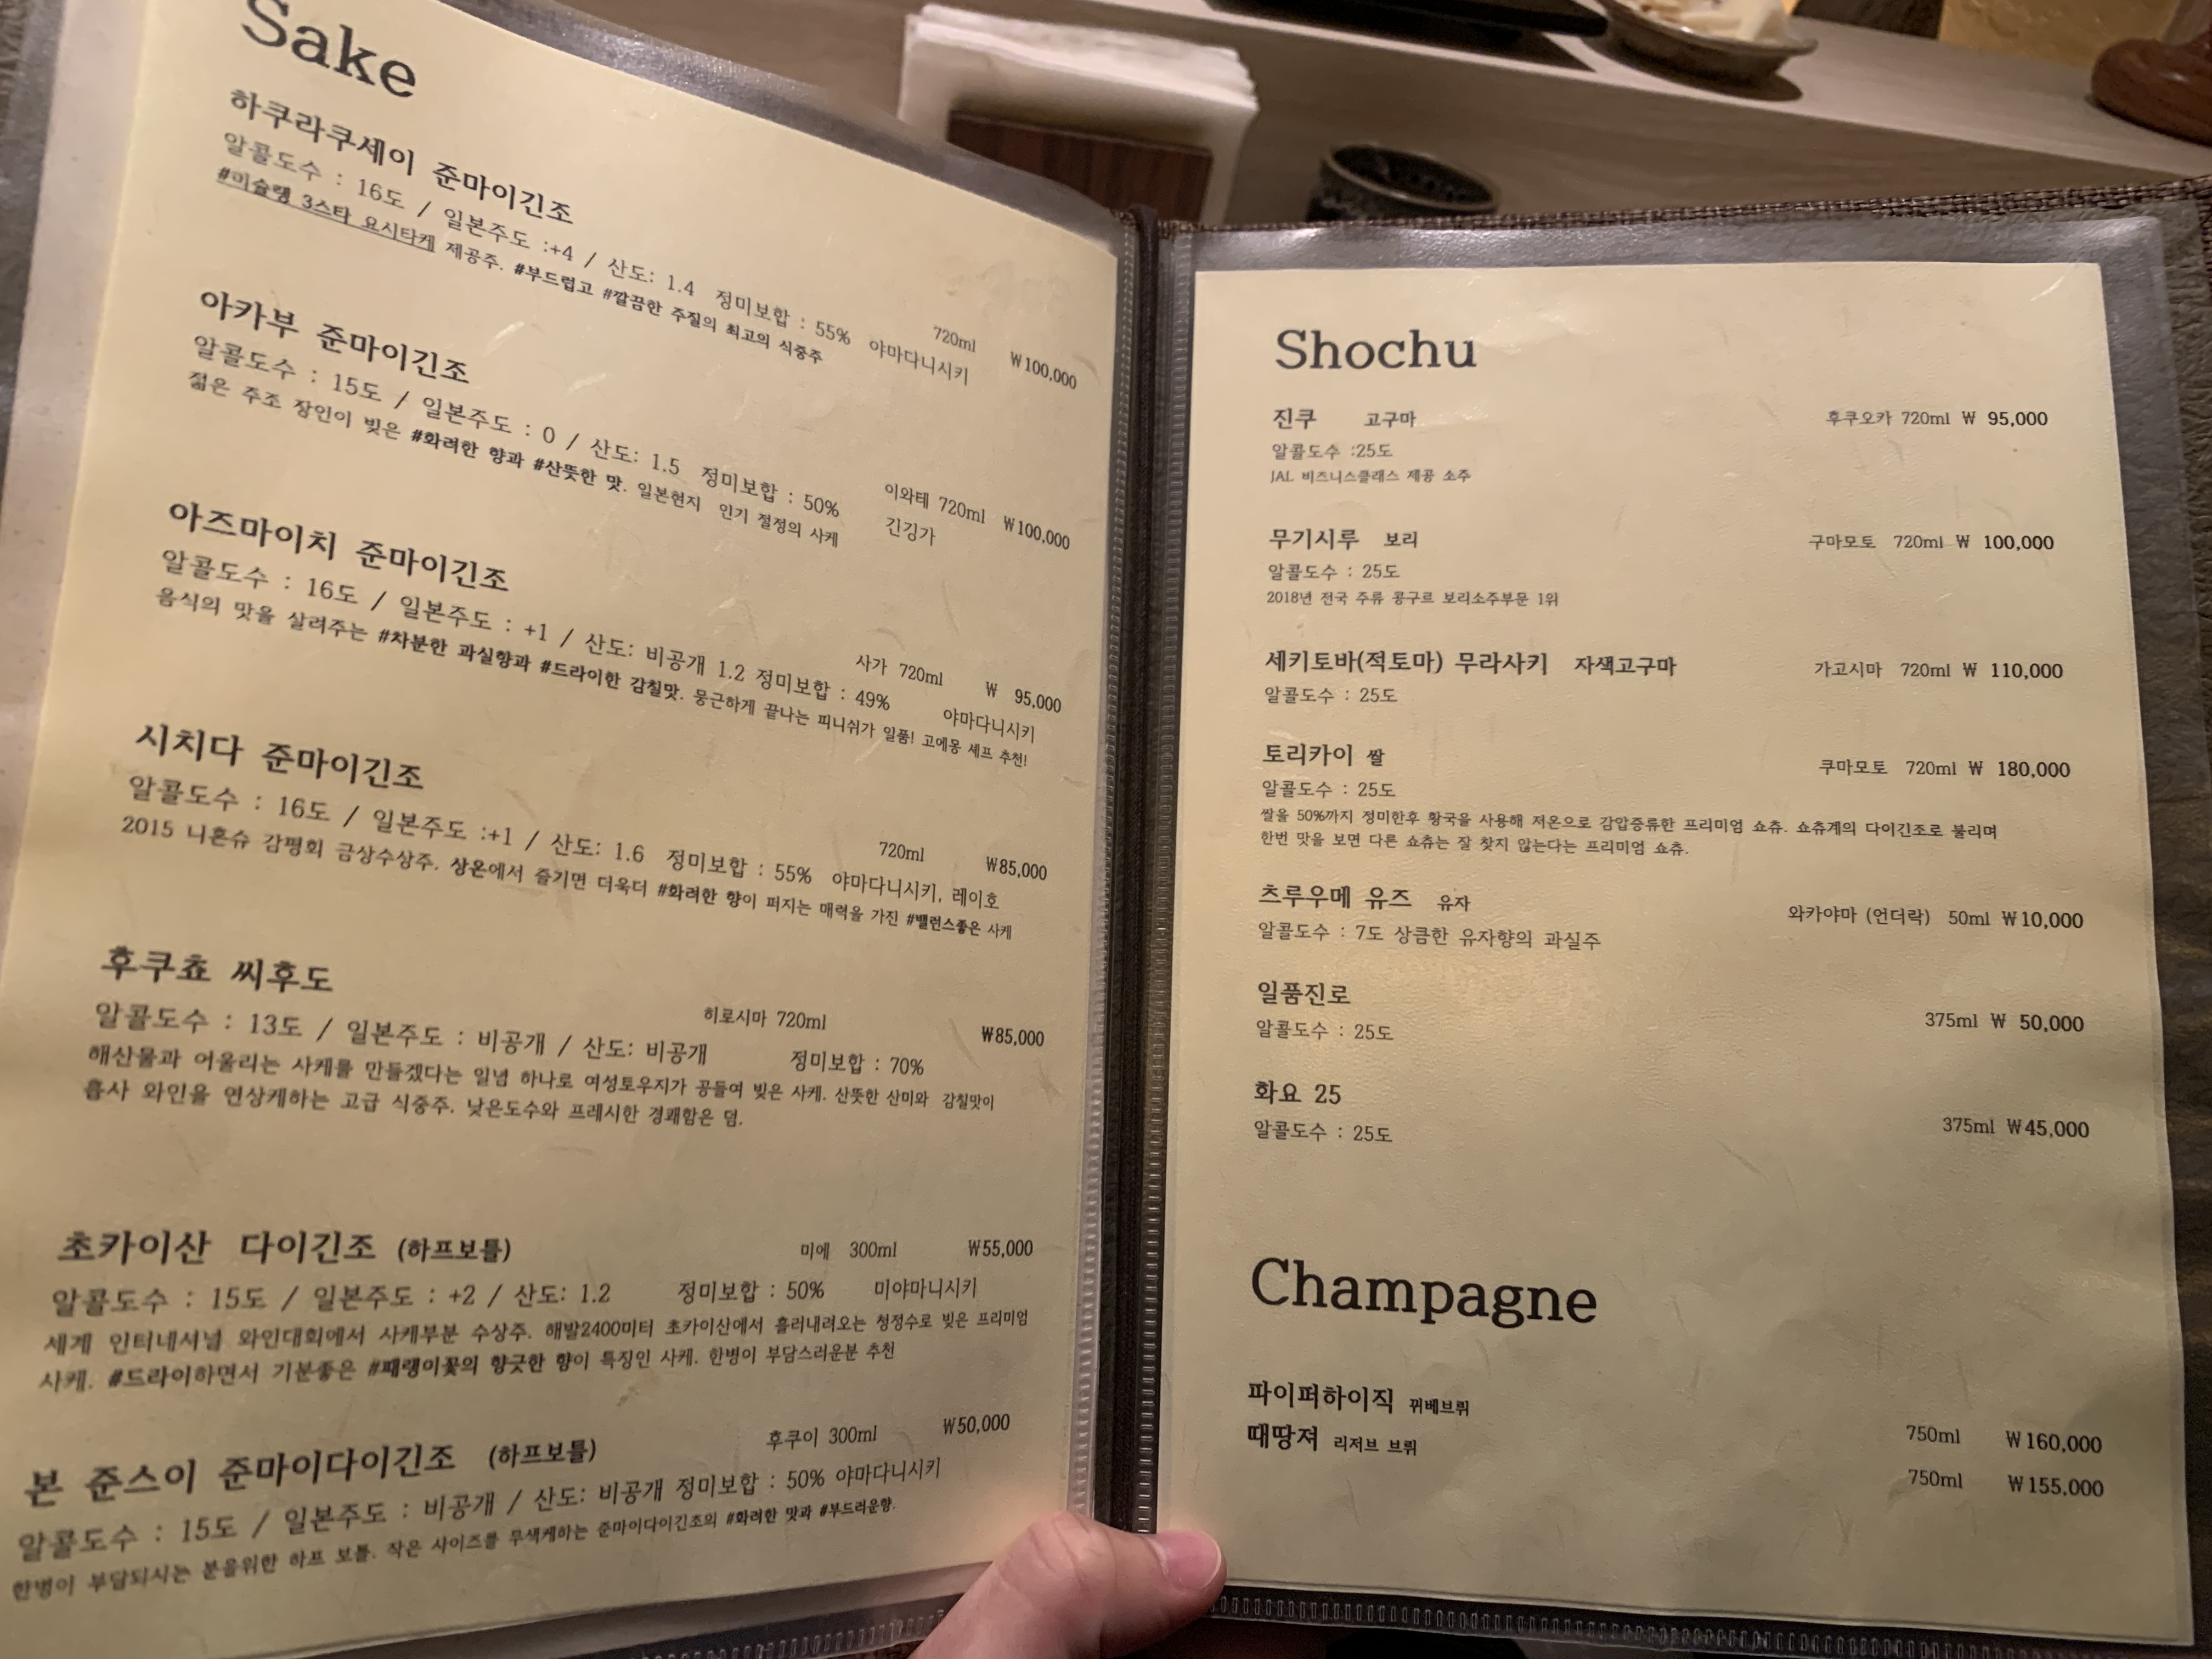 Sake
하쿠라쿠세이 준마이긴조 720ml ₩100,000
알콜도수 : 16도 / 일본주도 :+4 / 산도: 1.4 정미보합 : 55% 야마다니시키
#미슐랭 3스타 요시타케 제공주. #부드럽고 #깔끔한 주질의 최고의 식중주
아카부 준마이긴조 이와테 720ml ₩100,000
알콜도수 : 15도 / 일본주도 : 0 / 산도: 1.5 정미보합 : 50% 긴깅가
젊은 주조 장인이 빚은 #화려한 향과 #산뜻한 맛. 일본현지 인기 절정의 사케
아즈마이치 준마이긴조 사가 720ml ₩ 95,000
알콜도수 : 16도 / 일본주도 : +1 / 산도: 비공개 1.2 정미보합 : 49% 야마다니시키
음식의 맛을 살려주는 #차분한 과실향과 #드라이한 감칠맛. 뭉근하게 끝나는 피니쉬가 일품! 고에몽 셰프 추천!
시치다 준마이긴조 720ml ₩85,000
알콜도수 : 16도 / 일본주도 :+1 / 산도: 1.6 정미보합 : 55% 야마다니시키, 레이호
2015 니혼슈 감평회 금상수상주. 상온에서 즐기면 더욱더 #화려한 향이 퍼지는 매력을 가진 #밸런스좋은 사케
후쿠쵸 씨후도 히로시마 720ml ₩85,000
알콜도수 : 13도 / 일본주도 : 비공개 / 산도: 비공개 정미보합 : 70%
해산물과 어울리는 사케를 만들겠다는 일념 하나로 여성토우지가 공들여 빚은 사케. 산뜻한 산미와 감칠맛이
흡사 와인을 연상케하는 고급 식중주. 낮은도수와 프레시한 경쾌함은 덤.
초카이산 다이긴조 (하프보틀) 미에 300ml ₩55,000
알콜도수 : 15도 / 일본주도 : +2 / 산도: 1.2 정미보합 : 50% 미야마니시키
세계 인터네셔널 와인대회에서 사케부분 수상주. 해발2400미터 초카이산에서 흘러내려오는 청정수로 빚은 프리미엄
사케. #드라이하면서 기분좋은 #패랭이꽃의 향긋한 향이 특징인 사케. 한병이 부담스러운분 추천
본 준스이 준마이다이긴조 (하프보틀) 후쿠이 300ml ₩50,000
알콜도수 : 15도 / 일본주도 : 비공개 / 산도: 비공개 정미보합 : 50% 야마다니시키
한병이 부담되시는 분을위한 하프 보틀. 작은 사이즈를 무색케하는 준마이다이긴조의 #화려한 맛과 #부드러운향.
Shochu
진쿠 고구마 후쿠오카 720ml ₩ 95,000
알콜도수 :25도
JAL 비즈니스클래스 제공 소주
무기시루 보리 구마모토 720ml ₩ 100,000
알콜도수 : 25도
2018년 전국 주류 콩구르 보리소주부문 1위
세키토바(적토마) 무라사키 자색고구마 가고시마 720ml ₩ 110,000
알콜도수 : 25도
토리카이 쌀 쿠마모토 720ml ₩ 180,000
알콜도수 : 25도
쌀을 50%까지 정미한후 황국을 사용해 저온으로 감압증류한 프리미엄 쇼츄. 쇼츄계의 다이긴조로 불리며
한번 맛을 보면 다른 쇼츄는 잘 찾지 않는다는 프리미엄 쇼츄.
츠루우메 유즈 유자 와카야마 (언더락) 50ml ₩10,000
알콜도수 : 7도 상큼한 유자향의 과실주
일품진로 375ml ₩ 50,000
알콜도수 : 25도
화요 25 375ml ₩45,000
알콜도수 : 25도
Champagne
파이퍼하이직 뀌베브뤼 750ml ₩160,000
때땅져 리저브 브뤼 750ml ₩155,000